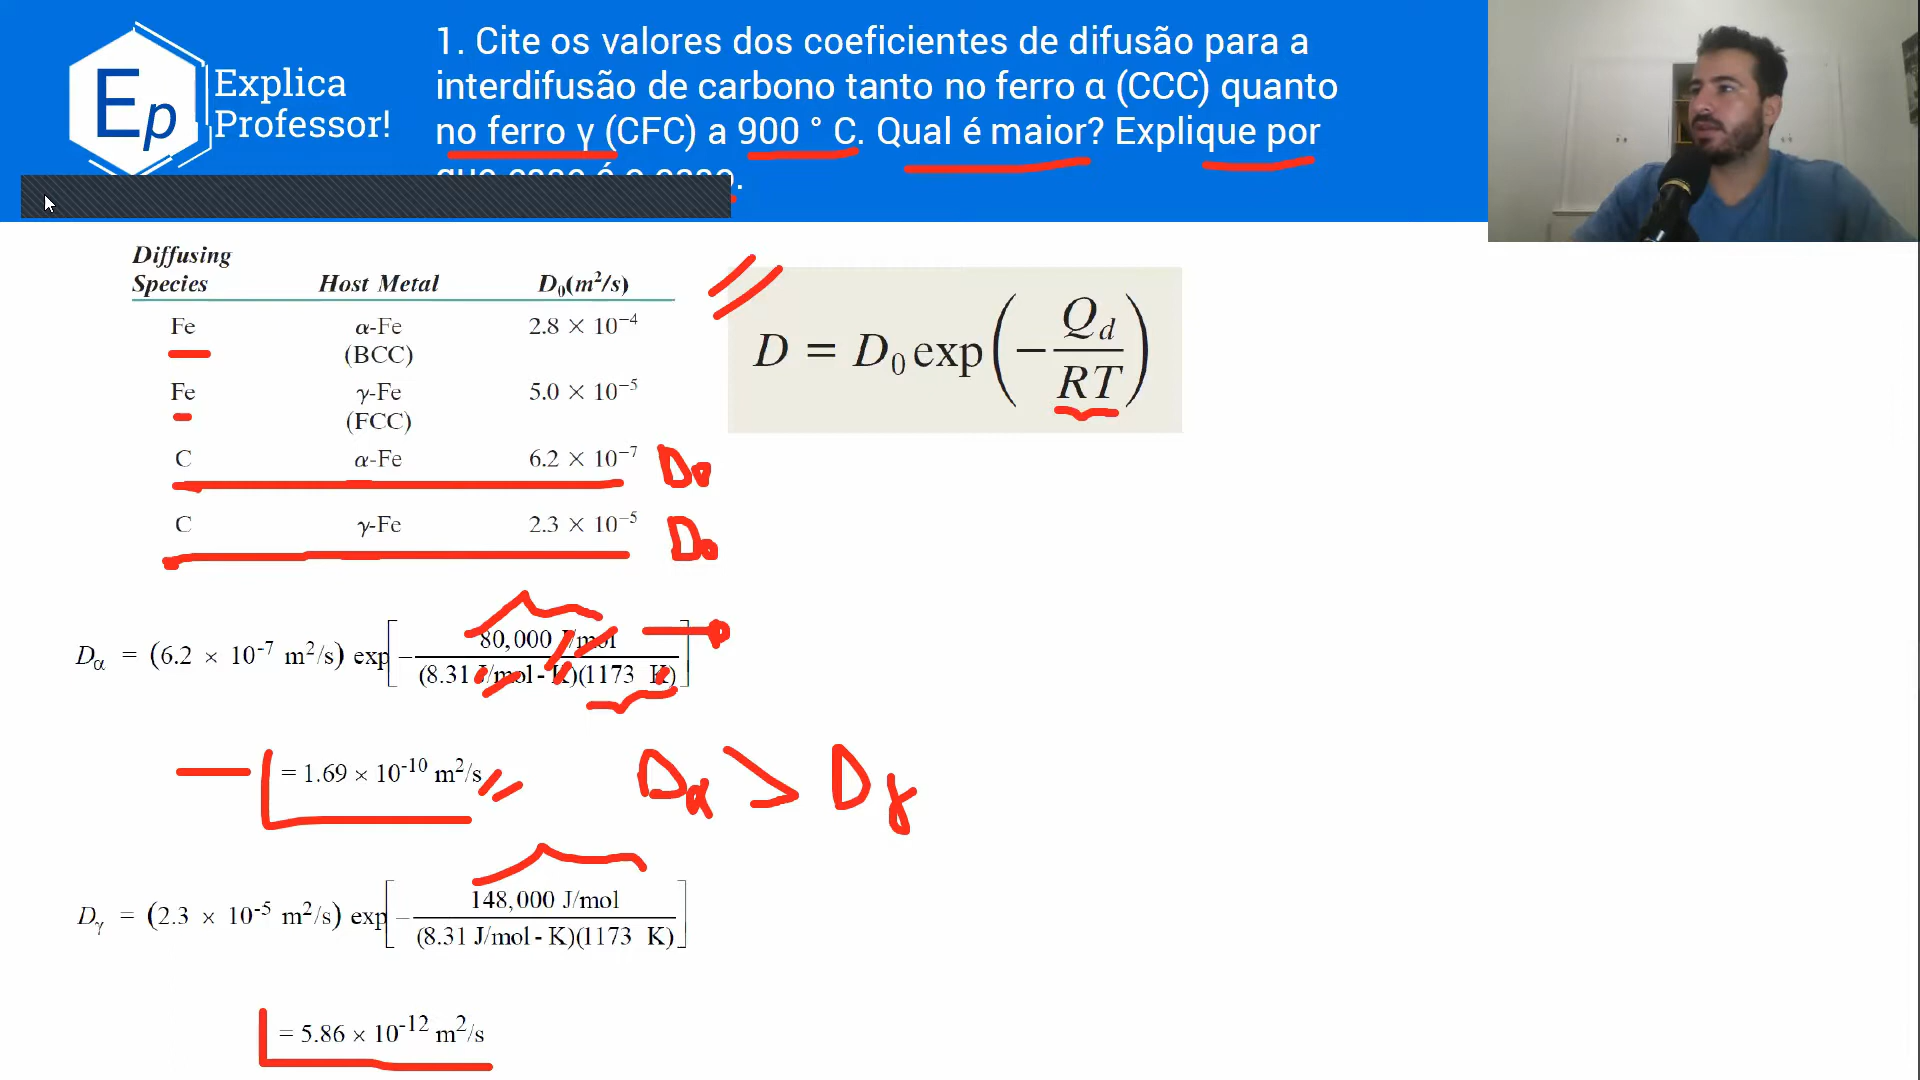 Ep
Explica
Professor!
1. Cite os valores dos coeficientes de difusão para a
interdifusão de carbono tanto no ferro α (CCC) quanto
no ferro γ (CFC) a 900 ° C. Qual é maior? Explique por
Diffusing
Species Host Metal D₀(m²/s)
Fe α-Fe 2.8 × 10⁻⁴
(BCC)
Fe γ-Fe 5.0 × 10⁻⁵
(FCC)
C α-Fe 6.2 × 10⁻⁷ D₀
C γ-Fe 2.3 × 10⁻⁵ D₀
D = D₀ exp(− Q_d / RT)
D_α = (6.2 × 10⁻⁷ m²/s) exp[− 80,000 J/mol / (8.31 J/mol - K)(1173 K)]
= 1.69 × 10⁻¹⁰ m²/s
Dα > Dγ
D_γ = (2.3 × 10⁻⁵ m²/s) exp[− 148,000 J/mol / (8.31 J/mol - K)(1173 K)]
= 5.86 × 10⁻¹² m²/s